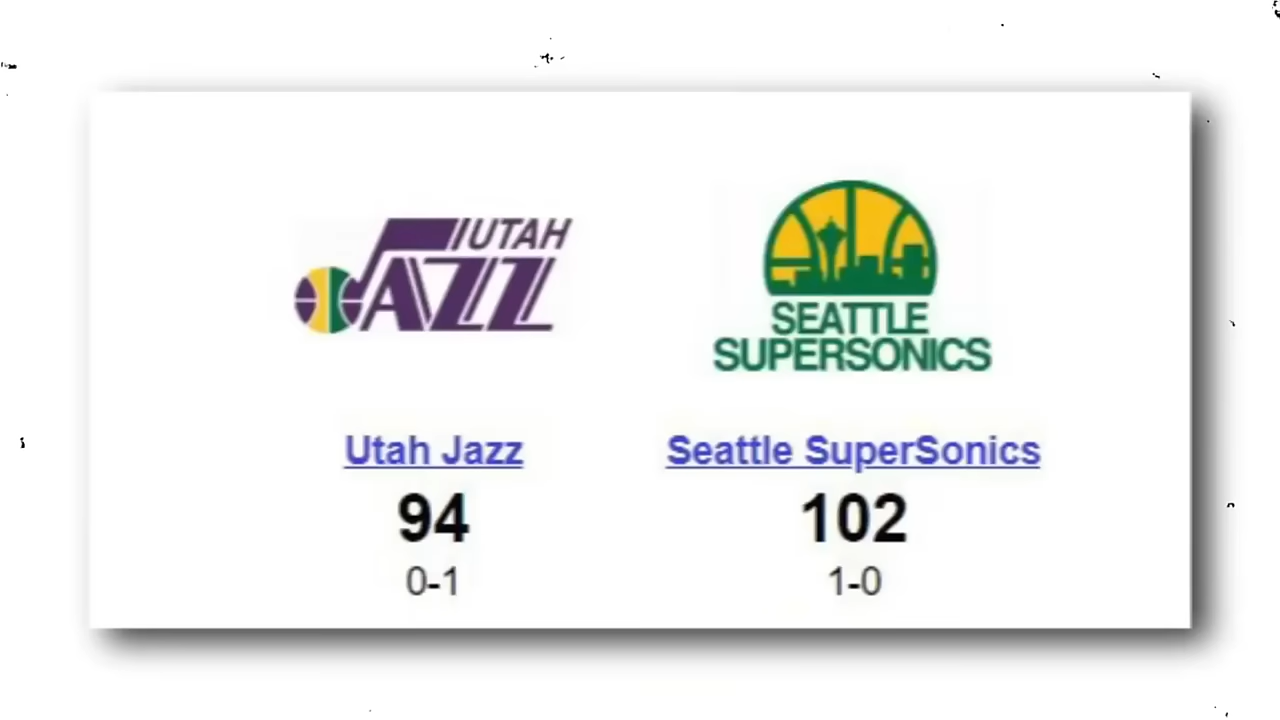 UTAH
JAZZ
SEATTLE
SUPERSONICS
Utah Jazz
Seattle SuperSonics
94
102
0-1
1-0